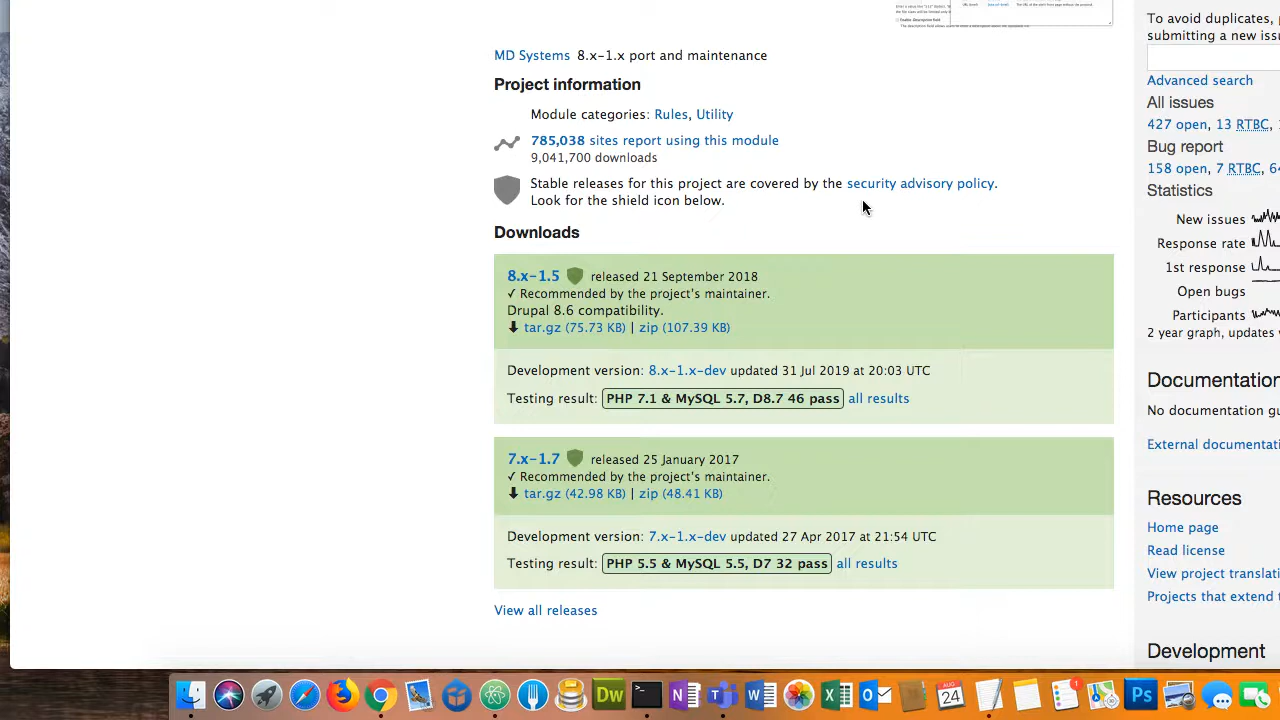 MD Systems 8.x-1.x port and maintenance
Project information
Module categories: Rules, Utility
785,038 sites report using this module
9,041,700 downloads
Stable releases for this project are covered by the security advisory policy.
Look for the shield icon below.
Downloads
8.x-1.5 released 21 September 2018
✓ Recommended by the project's maintainer.
Drupal 8.6 compatibility.
tar.gz (75.73 KB) | zip (107.39 KB)
Development version: 8.x-1.x-dev updated 31 Jul 2019 at 20:03 UTC
Testing result: PHP 7.1 & MySQL 5.7, D8.7 46 pass all results
7.x-1.7 released 25 January 2017
✓ Recommended by the project's maintainer.
tar.gz (42.98 KB) | zip (48.41 KB)
Development version: 7.x-1.x-dev updated 27 Apr 2017 at 21:54 UTC
Testing result: PHP 5.5 & MySQL 5.5, D7 32 pass all results
View all releases
To avoid duplicates,
submitting a new
Advanced search
All issues
427 open, 13 RTBC,
Bug report
158 open, 7 RTBC,
Statistics
New issues
Response rate
1st response
Open bugs
Participants
2 year graph, updates
Documentation
No documentation
External
Resources
Home page
Read license
View project
Projects that extend
Development
Dw
N
T
W
X
O
AUG
24
1
Ps